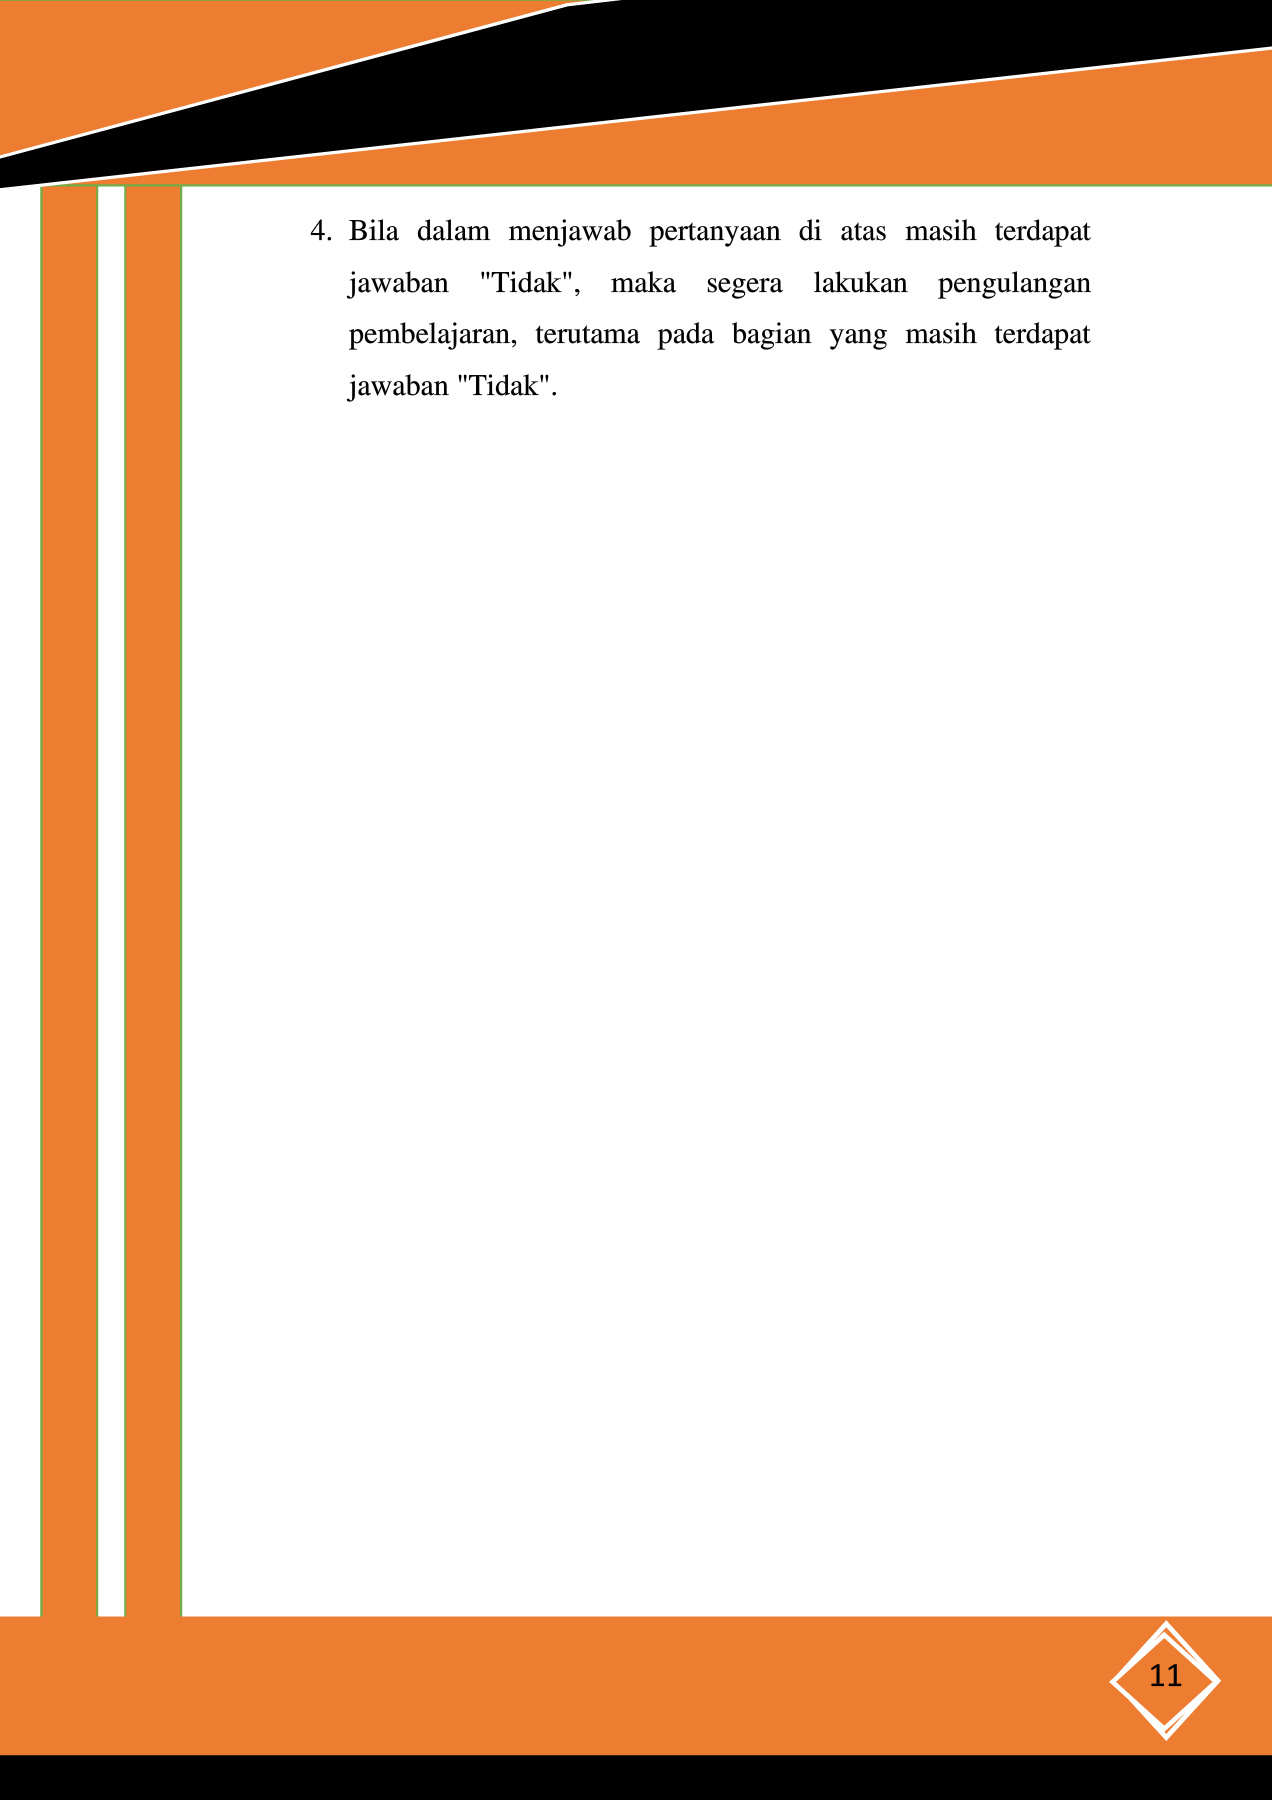 4. Bila dalam menjawab pertanyaan di atas masih terdapat
jawaban "Tidak", maka segera lakukan pengulangan
pembelajaran, terutama pada bagian yang masih terdapat
jawaban "Tidak".
11